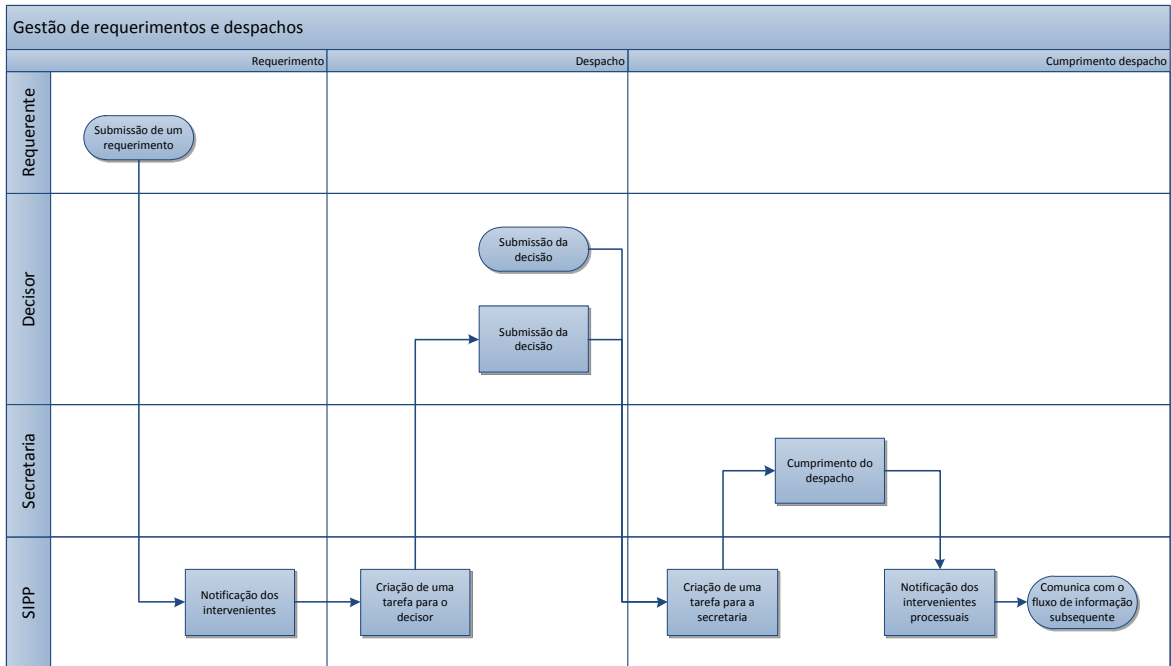 Gestão de requerimentos e despachos
Requerimento
Despacho
Cumprimento despacho
Requerente
Submissão de um
requerimento
Decisor
Submissão da
decisão
Submissão da
decisão
Secretaria
Cumprimento do
despacho
SIPP
Notificação dos
intervenientes
Criação de uma
tarefa para o
decisor
Criação de uma
tarefa para a
secretaria
Notificação dos
intervenientes
processuais
Comunica com o
fluxo de informação
subsequente